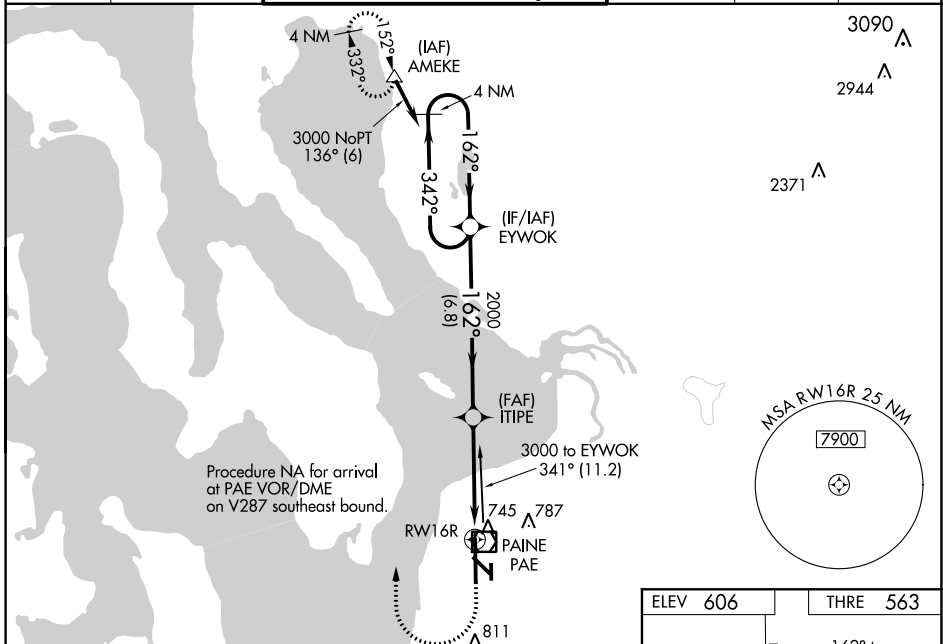 3090
2944
2371
4 NM
152°
332°
(IAF)
AMEKE
4 NM
3000 NoPT
136° (6)
162°
342°
(IF/IAF)
EYWOK
2000
162°
(6.8)
(FAF)
ITIPE
3000 to EYWOK
341° (11.2)
Procedure NA for arrival
at PAE VOR/DME
on V287 southeast bound.
MSA RW16R 25 NM
7900
745
787
RW16R
PAINE
PAE
811
ELEV 606
THRE 563